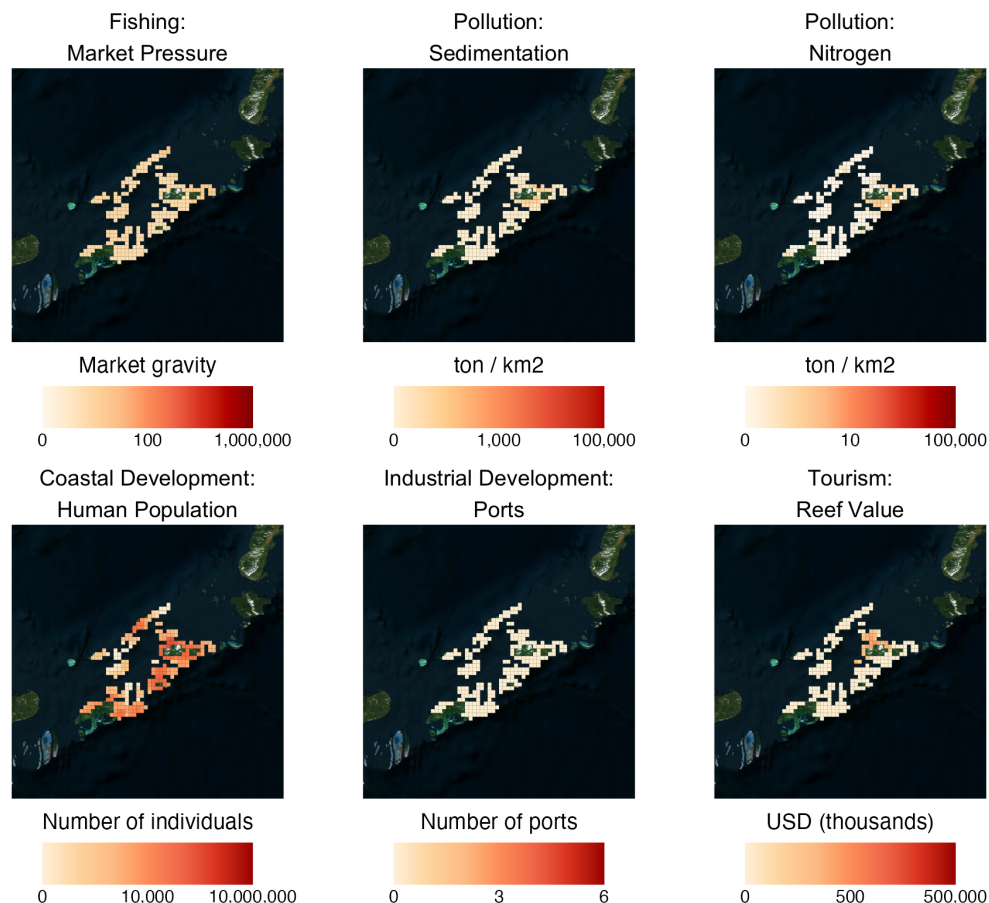 Fishing:
Market Pressure
Pollution:
Sedimentation
Pollution:
Nitrogen
Market gravity
0 100 1,000,000
ton / km2
0 1,000 100,000
ton / km2
0 10 100,000
Coastal Development:
Human Population
Industrial Development:
Ports
Tourism:
Reef Value
Number of individuals
0 10.000 10.000.000
Number of ports
0 3 6
USD (thousands)
0 500 500.000